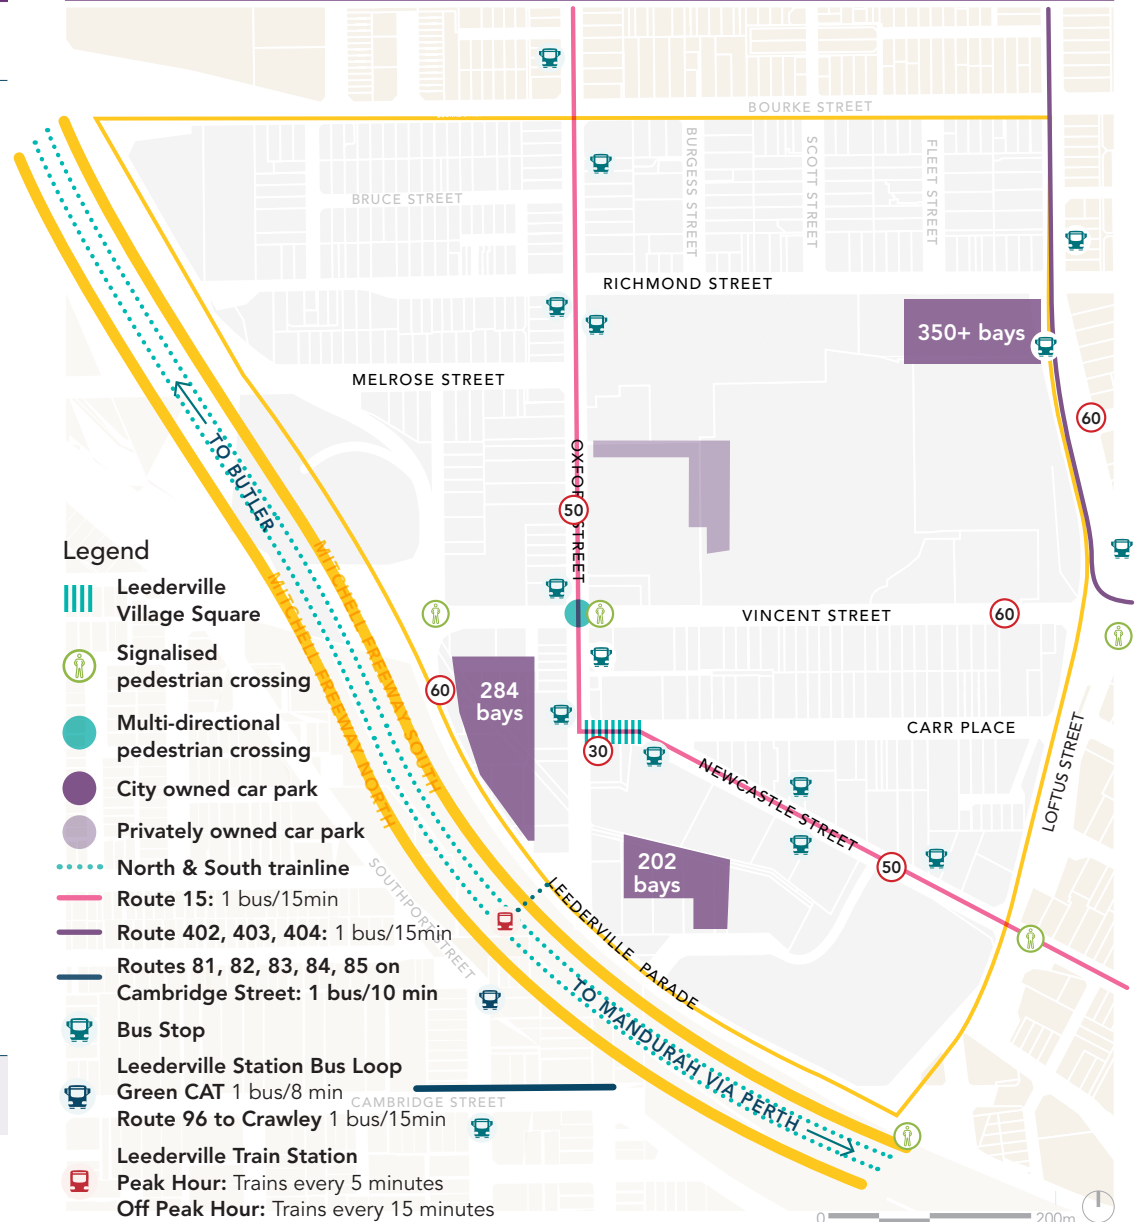 BOURKE STREET
BURGESS STREET
SCOTT STREET
FLEET STREET
BRUCE STREET
RICHMOND STREET
350+ bays
MELROSE STREET
60
OXFORD STREET
50
TO BUTLER
MITCHELL FREEWAY SOUTH
MITCHELL FREEWAY NORTH
VINCENT STREET
60
60
284
bays
CARR PLACE
30
NEWCASTLE STREET
LOFTUS STREET
50
202
bays
LEEDERVILLE PARADE
SOUTHPORT STREET
TO MANDURAH VIA PERTH
CAMBRIDGE STREET
Legend
Leederville
Village Square
Signalised
pedestrian crossing
Multi-directional
pedestrian crossing
City owned car park
Privately owned car park
North & South trainline
Route 15: 1 bus/15min
Route 402, 403, 404: 1 bus/15min
Routes 81, 82, 83, 84, 85 on
Cambridge Street: 1 bus/10 min
Bus Stop
Leederville Station Bus Loop
Green CAT 1 bus/8 min
Route 96 to Crawley 1 bus/15min
Leederville Train Station
Peak Hour: Trains every 5 minutes
Off Peak Hour: Trains every 15 minutes
0 200m